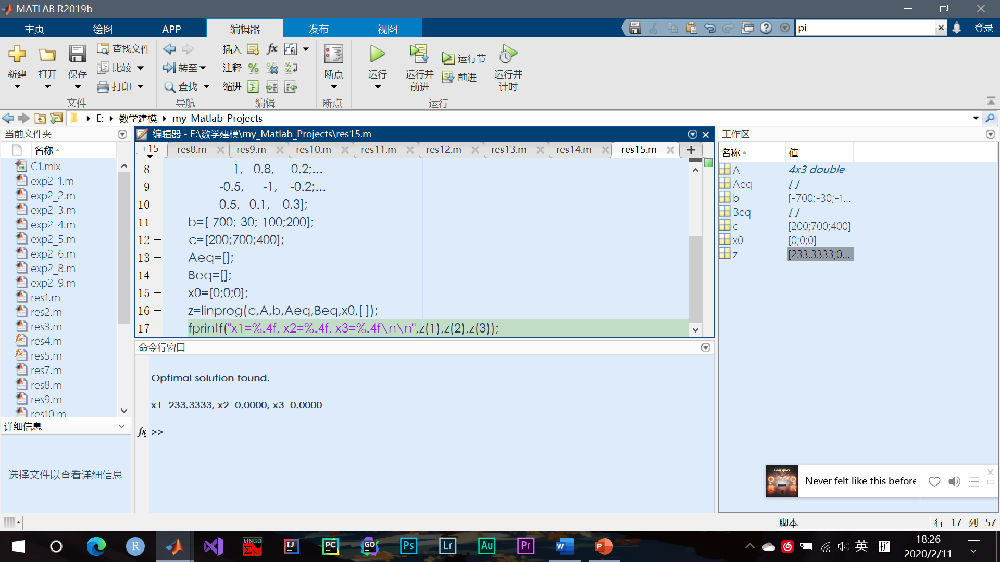 MATLAB R2019b
主页 绘图 APP 编辑器 发布 视图 pi 登录
新建 打开 保存 查找文件 比较 打印 文件
转至 查找 导航
插入 fx 注释 缩进 编辑
断点 断点
运行 运行并前进 运行节 前进 运行并计时 运行
E: 数学建模 my_Matlab_Projects
当前文件夹
名称
C1.mlx
exp2_1.m
exp2_2.m
exp2_3.m
exp2_4.m
exp2_5.m
exp2_6.m
exp2_8.m
exp2_9.m
res1.m
res2.m
res3.m
res4.m
res5.m
res7.m
res8.m
res9.m
res10.m
详细信息
选择文件以查看详细信息
编辑器 - E:\数学建模\my_Matlab_Projects\res15.m
+15 res8.m res9.m res10.m res11.m res12.m res13.m res14.m res15.m +
8 -1, -0.8, -0.2;...
9 -0.5, -1, -0.2;...
10 0.5, 0.1, 0.3];
11 — b=[-700;-30;-100;200];
12 — c=[200;700;400];
13 — Aeq=[];
14 — Beq=[];
15 — x0=[0;0;0];
16 — z=linprog(c,A,b,Aeq,Beq,x0,[ ]);
17 — fprintf("x1=%.4f, x2=%.4f, x3=%.4f\n\n",z(1),z(2),z(3));
命令行窗口
Optimal solution found.
x1=233.3333, x2=0.0000, x3=0.0000
fx >>
工作区
名称 值
A 4x3 double
Aeq [ ]
b [-700;-30;-1...
Beq [ ]
c [200;700;400]
x0 [0;0;0]
z [233.3333;0...
Never felt like this before
脚本 行 17 列 57
R LINGO IJ PC GO Ps Lr Au Pr W P 英 拼
18:26
2020/2/11